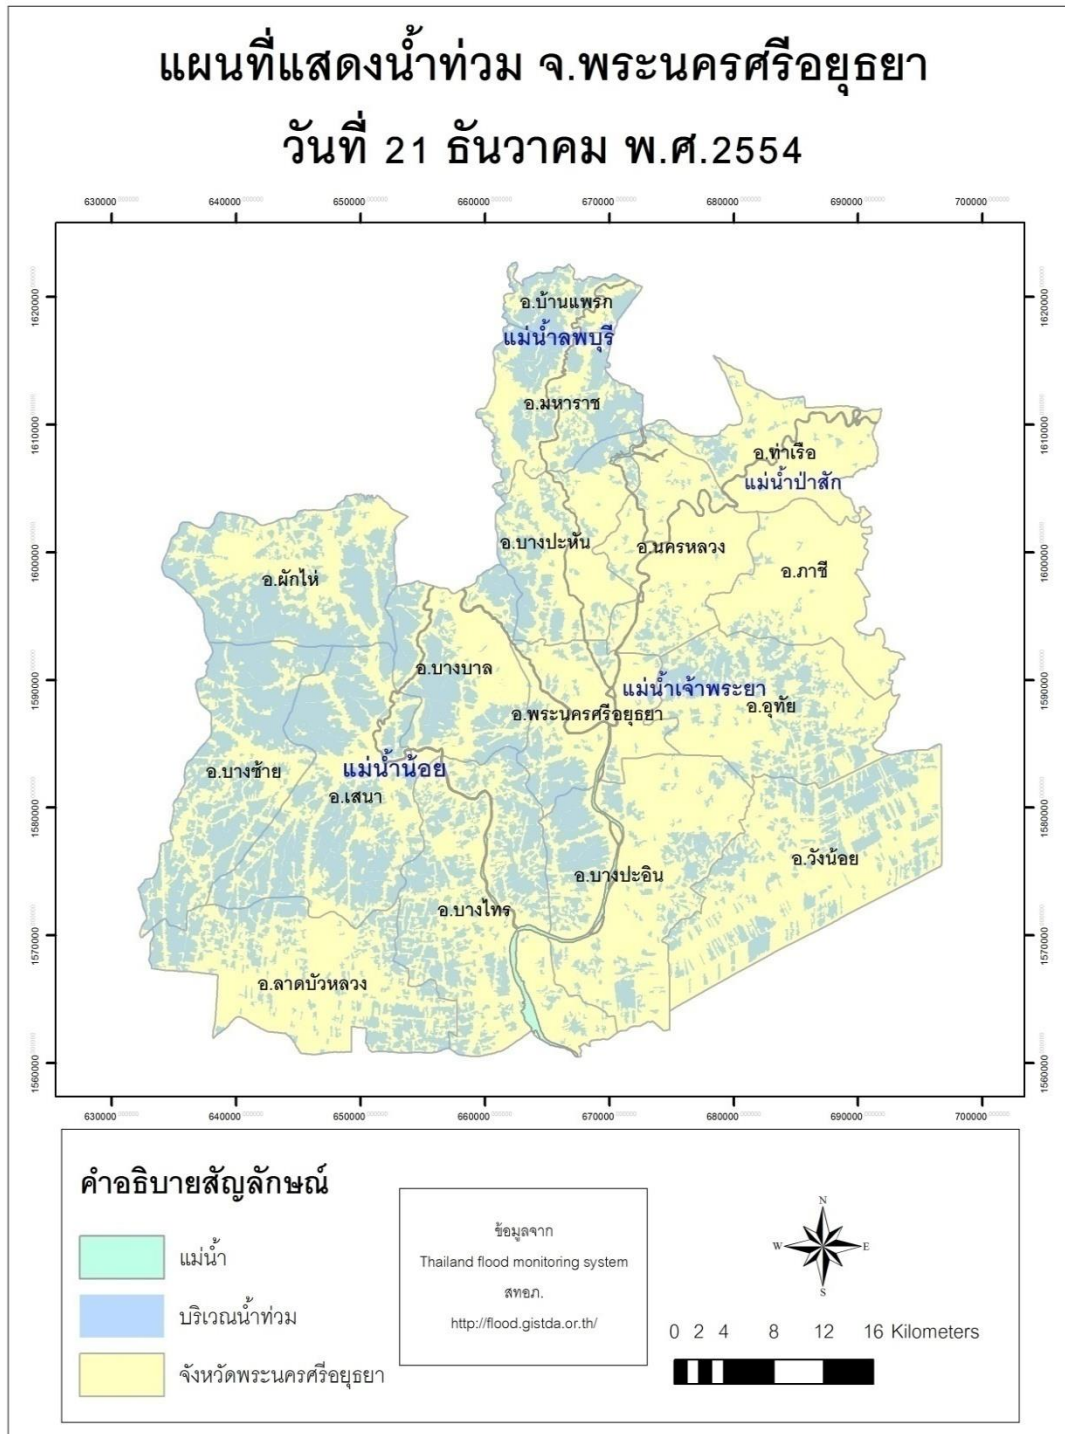 แผนที่แสดงน้ำท่วม จ.พระนครศรีอยุธยา
วันที่ 21 ธันวาคม พ.ศ.2554
630000 640000 650000 660000 670000 680000 690000 700000
1620000 1620000
1610000 1610000
1600000 1600000
1590000 1590000
1580000 1580000
1570000 1570000
1560000 1560000
อ.บ้านแพรก
แม่น้ำลพบุรี
อ.มหาราช
อ.ท่าเรือ
แม่น้ำป่าสัก
อ.บางปะหัน
อ.นครหลวง
อ.ภาชี
อ.ผักไห่
อ.บางบาล
แม่น้ำเจ้าพระยา
อ.อุทัย
อ.พระนครศรีอยุธยา
อ.บางซ้าย
แม่น้ำน้อย
อ.เสนา
อ.วังน้อย
อ.บางปะอิน
อ.บางไทร
อ.ลาดบัวหลวง
630000 640000 650000 660000 670000 680000 690000 700000
คำอธิบายสัญลักษณ์
แม่น้ำ
บริเวณน้ำท่วม
จังหวัดพระนครศรีอยุธยา
ข้อมูลจาก
Thailand flood monitoring system
สทอภ.
http://flood.gistda.or.th/
N
W E
S
0 2 4 8 12 16 Kilometers